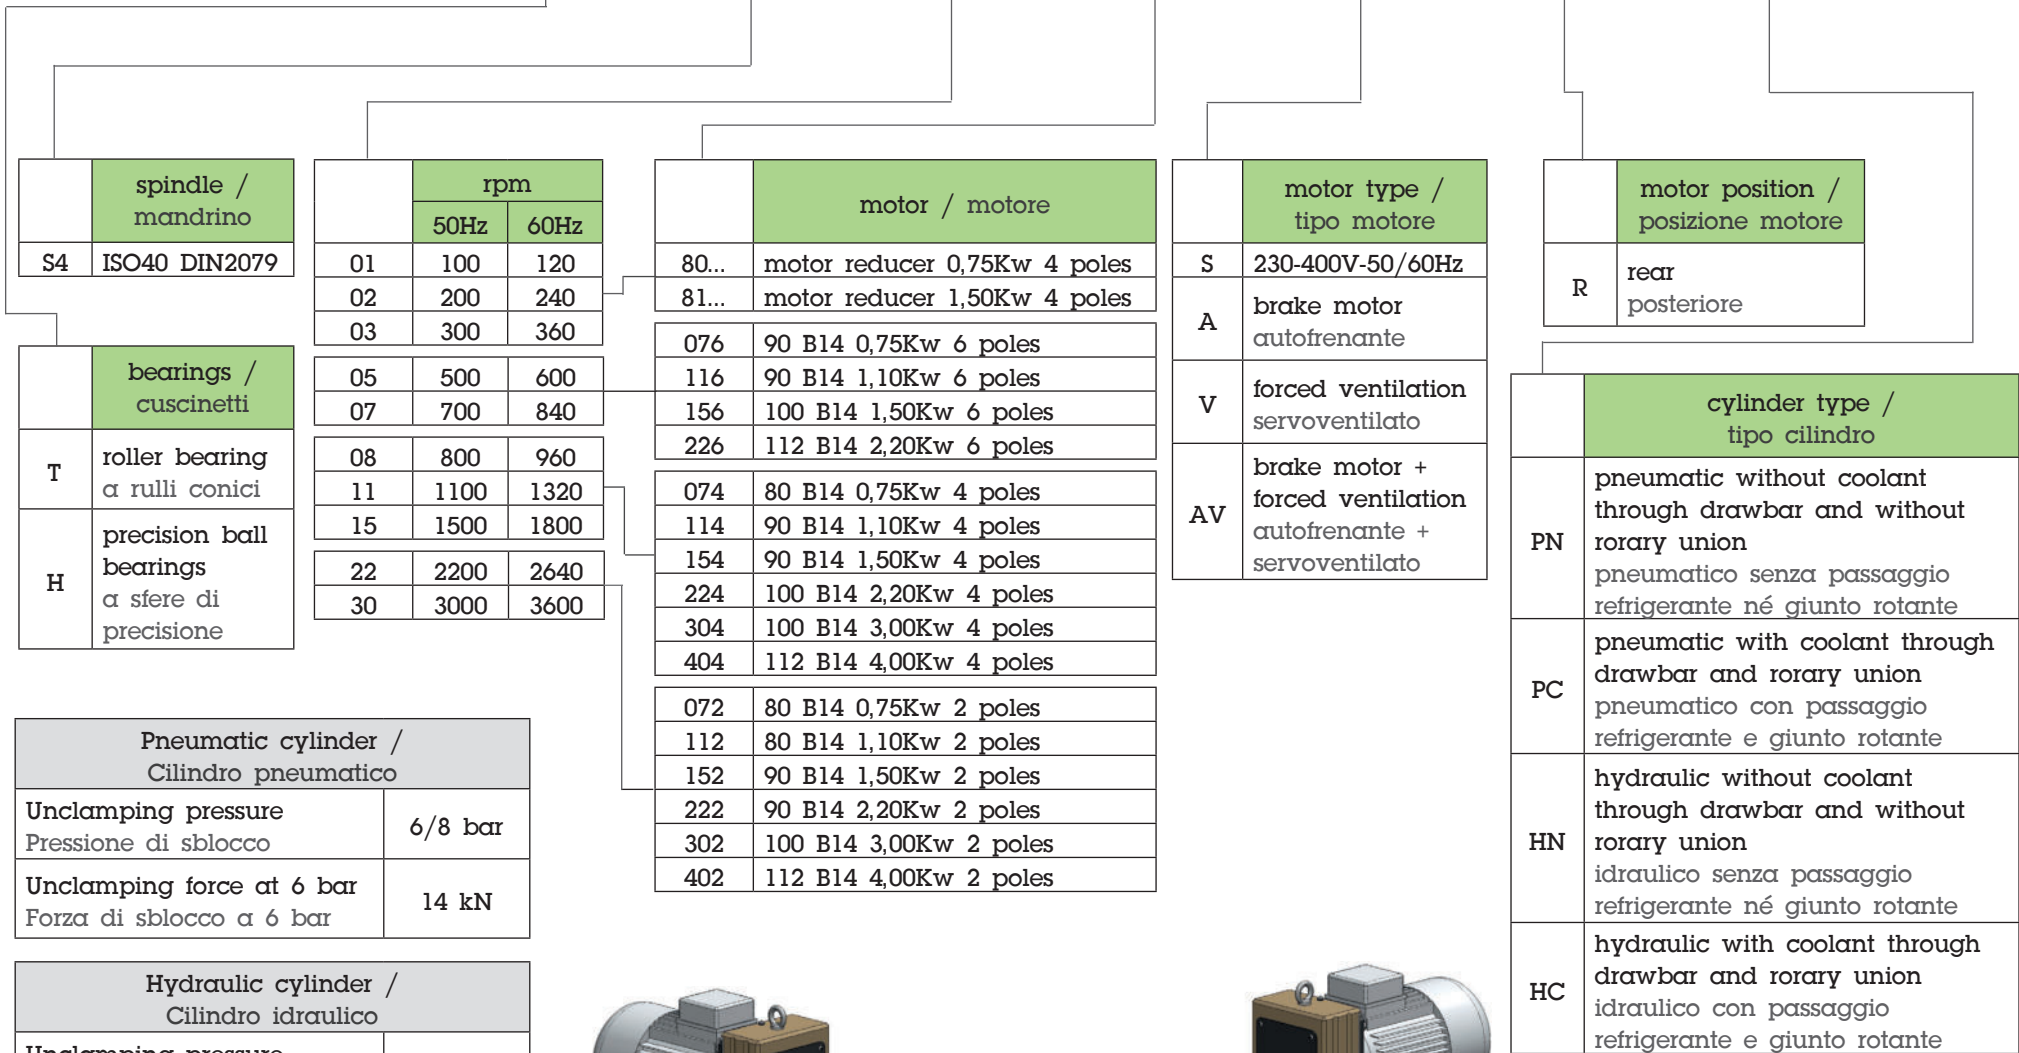 spindle /
mandrino
S4 ISO40 DIN2079
bearings /
cuscinetti
T roller bearing
a rulli conici
H precision ball
bearings
a sfere di
precisione
rpm
50Hz 60Hz
01 100 120
02 200 240
03 300 360
05 500 600
07 700 840
08 800 960
11 1100 1320
15 1500 1800
22 2200 2640
30 3000 3600
motor / motore
80... motor reducer 0,75Kw 4 poles
81... motor reducer 1,50Kw 4 poles
076 90 B14 0,75Kw 6 poles
116 90 B14 1,10Kw 6 poles
156 100 B14 1,50Kw 6 poles
226 112 B14 2,20Kw 6 poles
074 80 B14 0,75Kw 4 poles
114 90 B14 1,10Kw 4 poles
154 90 B14 1,50Kw 4 poles
224 100 B14 2,20Kw 4 poles
304 100 B14 3,00Kw 4 poles
404 112 B14 4,00Kw 4 poles
072 80 B14 0,75Kw 2 poles
112 80 B14 1,10Kw 2 poles
152 90 B14 1,50Kw 2 poles
222 90 B14 2,20Kw 2 poles
302 100 B14 3,00Kw 2 poles
402 112 B14 4,00Kw 2 poles
motor type /
tipo motore
S 230-400V-50/60Hz
A brake motor
autofrenante
V forced ventilation
servoventilato
AV brake motor +
forced ventilation
autofrenante +
servoventilato
motor position /
posizione motore
R rear
posteriore
cylinder type /
tipo cilindro
PN pneumatic without coolant
through drawbar and without
rorary union
pneumatico senza passaggio
refrigerante né giunto rotante
PC pneumatic with coolant through
drawbar and rorary union
pneumatico con passaggio
refrigerante e giunto rotante
HN hydraulic without coolant
through drawbar and without
rorary union
idraulico senza passaggio
refrigerante né giunto rotante
HC hydraulic with coolant through
drawbar and rorary union
idraulico con passaggio
refrigerante e giunto rotante
Pneumatic cylinder /
Cilindro pneumatico
Unclamping pressure
Pressione di sblocco
6/8 bar
Unclamping force at 6 bar
Forza di sblocco a 6 bar
14 kN
Hydraulic cylinder /
Cilindro idraulico
Unclamping pressure